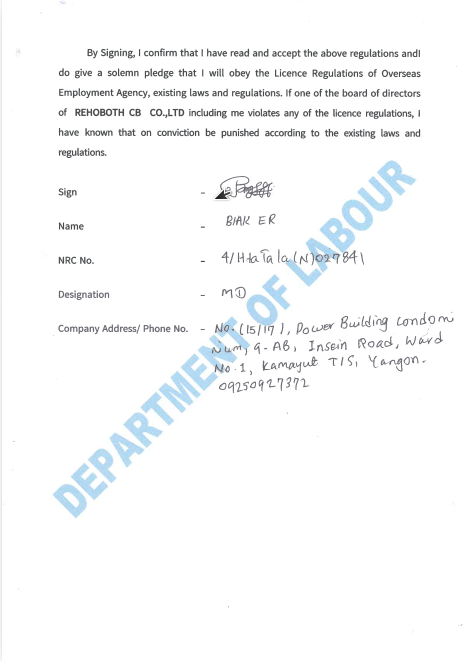 By Signing, I confirm that I have read and accept the above regulations andI
do give a solemn pledge that I will obey the Licence Regulations of Overseas
Employment Agency, existing laws and regulations. If one of the board of directors
of REHOBOTH CB CO.,LTD including me violates any of the licence regulations, I
have known that on conviction be punished according to the existing laws and
regulations.
Sign -
Name - BIAK ER
NRC No. - 4/HtaTala(N)029841
Designation - MD
Company Address/ Phone No. - No.(15/17), Power Building Condomi
Num, 9-AB, Insein Road, Ward
No.1, Kamayut T/S, Yangon.
09250927372
DEPARTMENT OF LABOUR